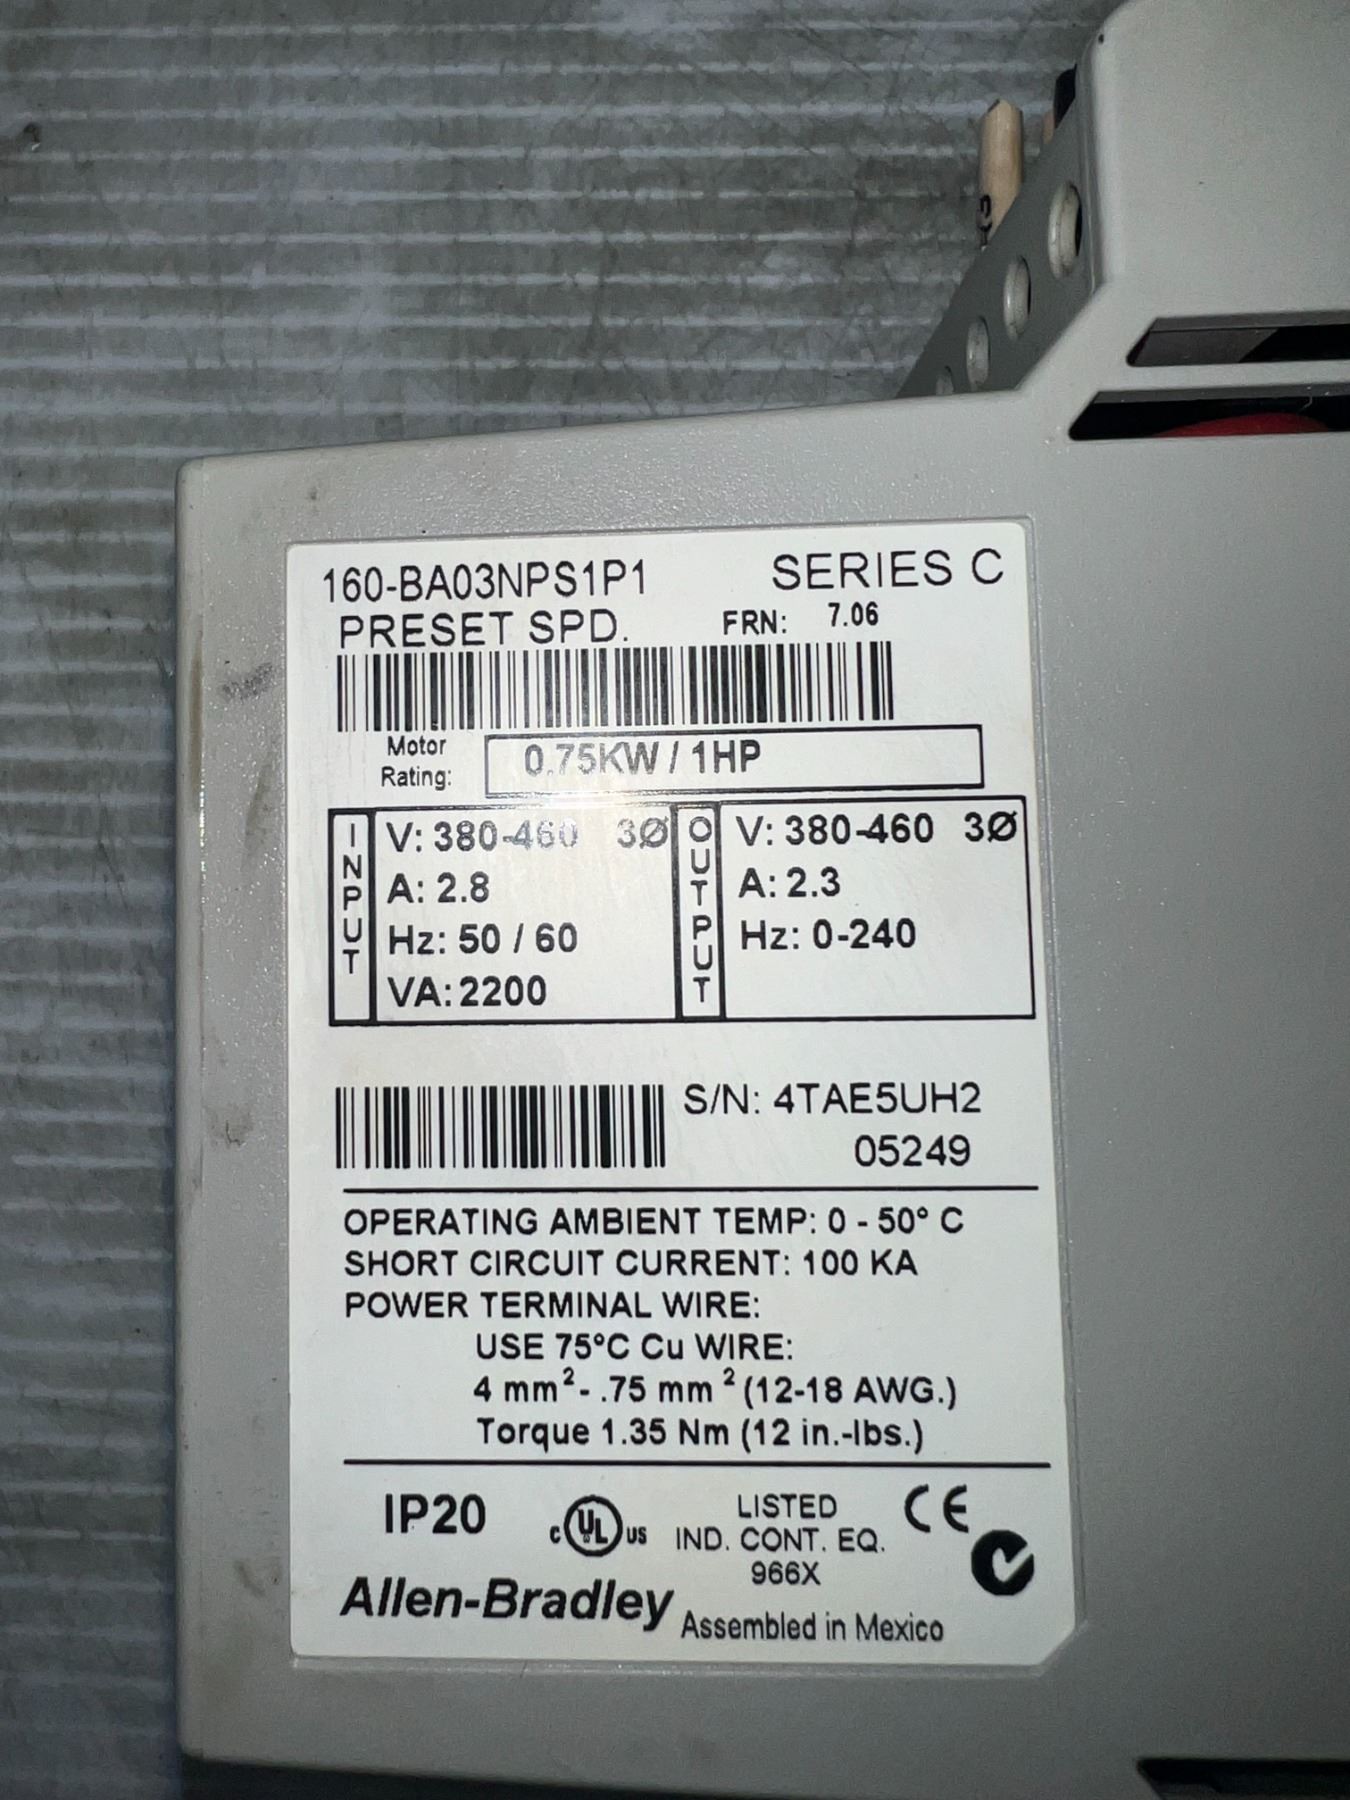 160-BA03NPS1P1 SERIES C
PRESET SPD. FRN: 7.06
Motor
Rating: 0.75KW / 1HP
INPUT
V: 380-460 3Ø
A: 2.8
Hz: 50 / 60
VA: 2200
OUTPUT
V: 380-460 3Ø
A: 2.3
Hz: 0-240
S/N: 4TAE5UH2
05249
OPERATING AMBIENT TEMP: 0 - 50° C
SHORT CIRCUIT CURRENT: 100 KA
POWER TERMINAL WIRE:
USE 75°C Cu WIRE:
4 mm²- .75 mm ² (12-18 AWG.)
Torque 1.35 Nm (12 in.-lbs.)
IP20
c UL us
LISTED
IND. CONT. EQ.
966X
CE
Allen-Bradley
Assembled in Mexico